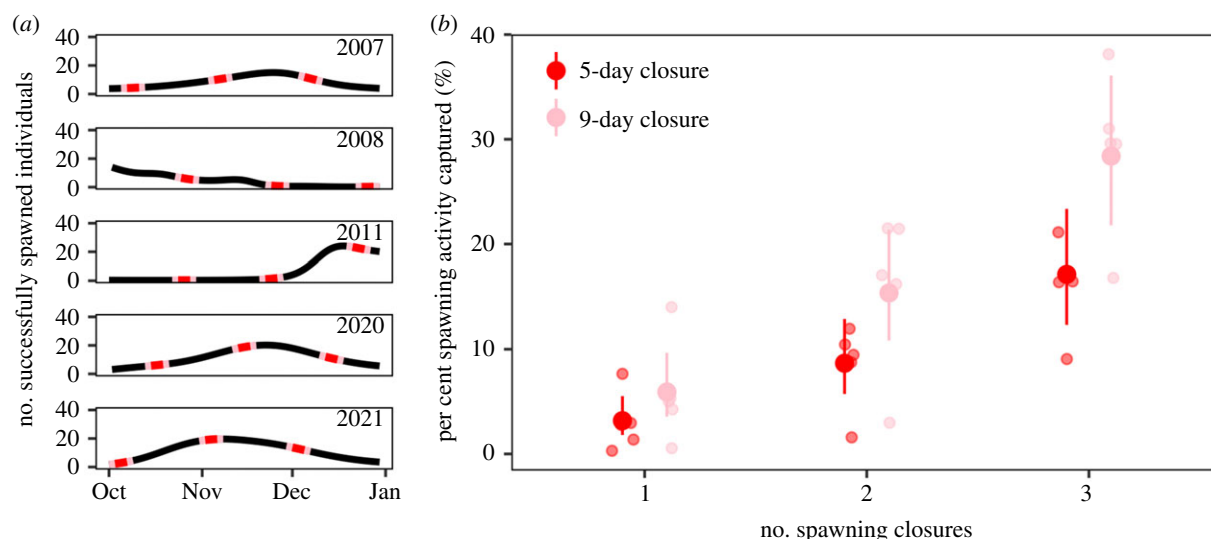 (a)
no. successfully spawned individuals
40
20
0
2007
40
20
0
2008
40
20
0
2011
40
20
0
2020
40
20
0
2021
Oct Nov Dec Jan
(b)
per cent spawning activity captured (%)
40
30
20
10
0
5-day closure
9-day closure
1 2 3
no. spawning closures